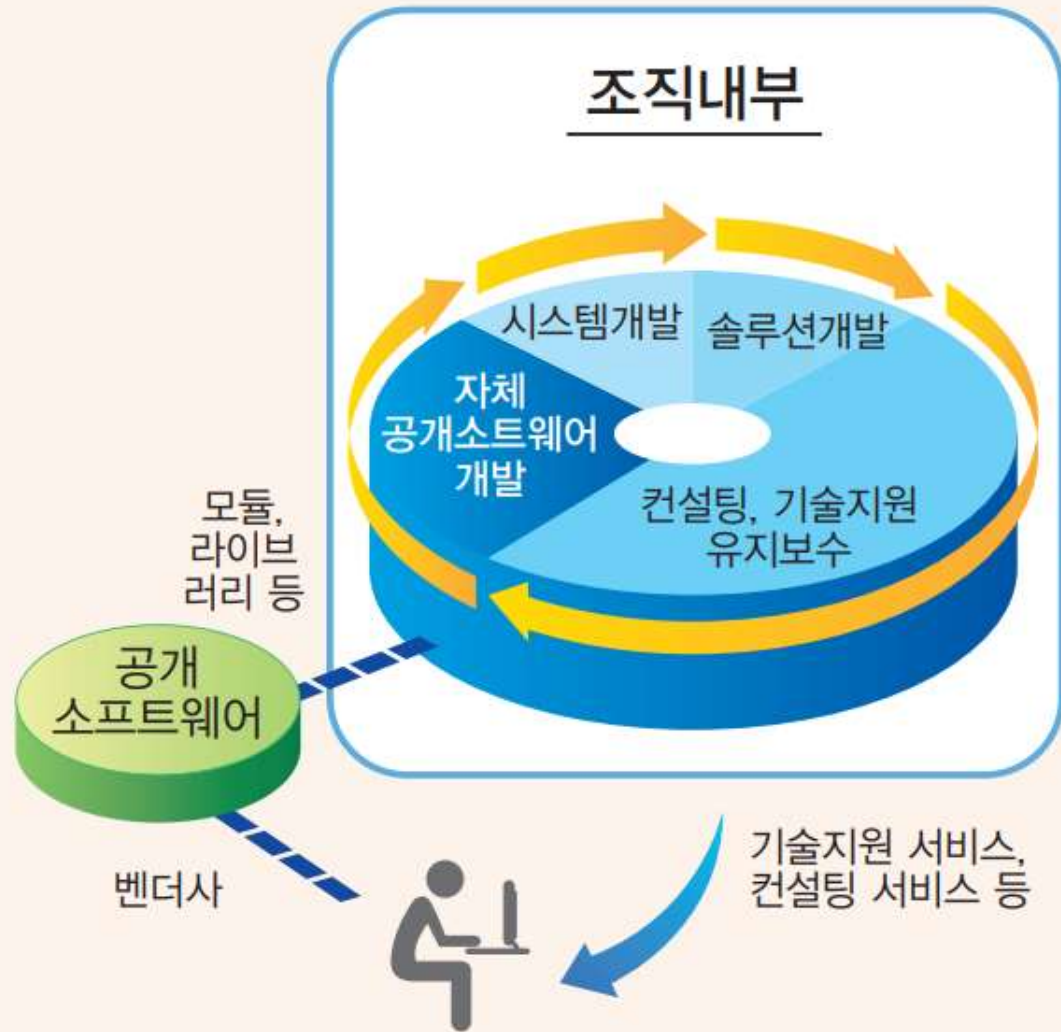 조직내부
시스템개발
솔루션개발
자체
공개소트웨어
개발
컨설팅, 기술지원
유지보수
모듈,
라이브
러리 등
공개
소프트웨어
벤더사
기술지원 서비스,
컨설팅 서비스 등